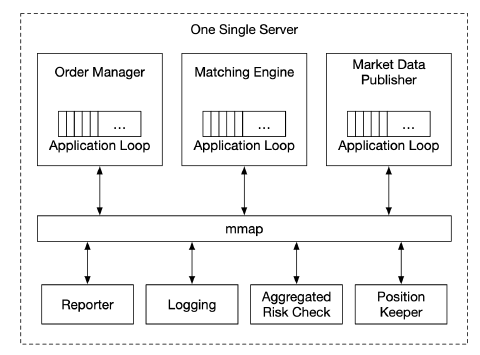 One Single Server
Order Manager
...
Application Loop
Matching Engine
...
Application Loop
Market Data
Publisher
...
Application Loop
mmap
Reporter
Logging
Aggregated
Risk Check
Position
Keeper